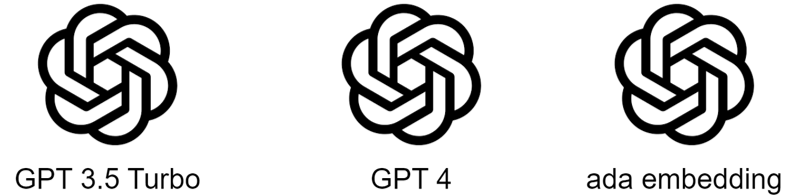 GPT 3.5 Turbo
GPT 4
ada embedding